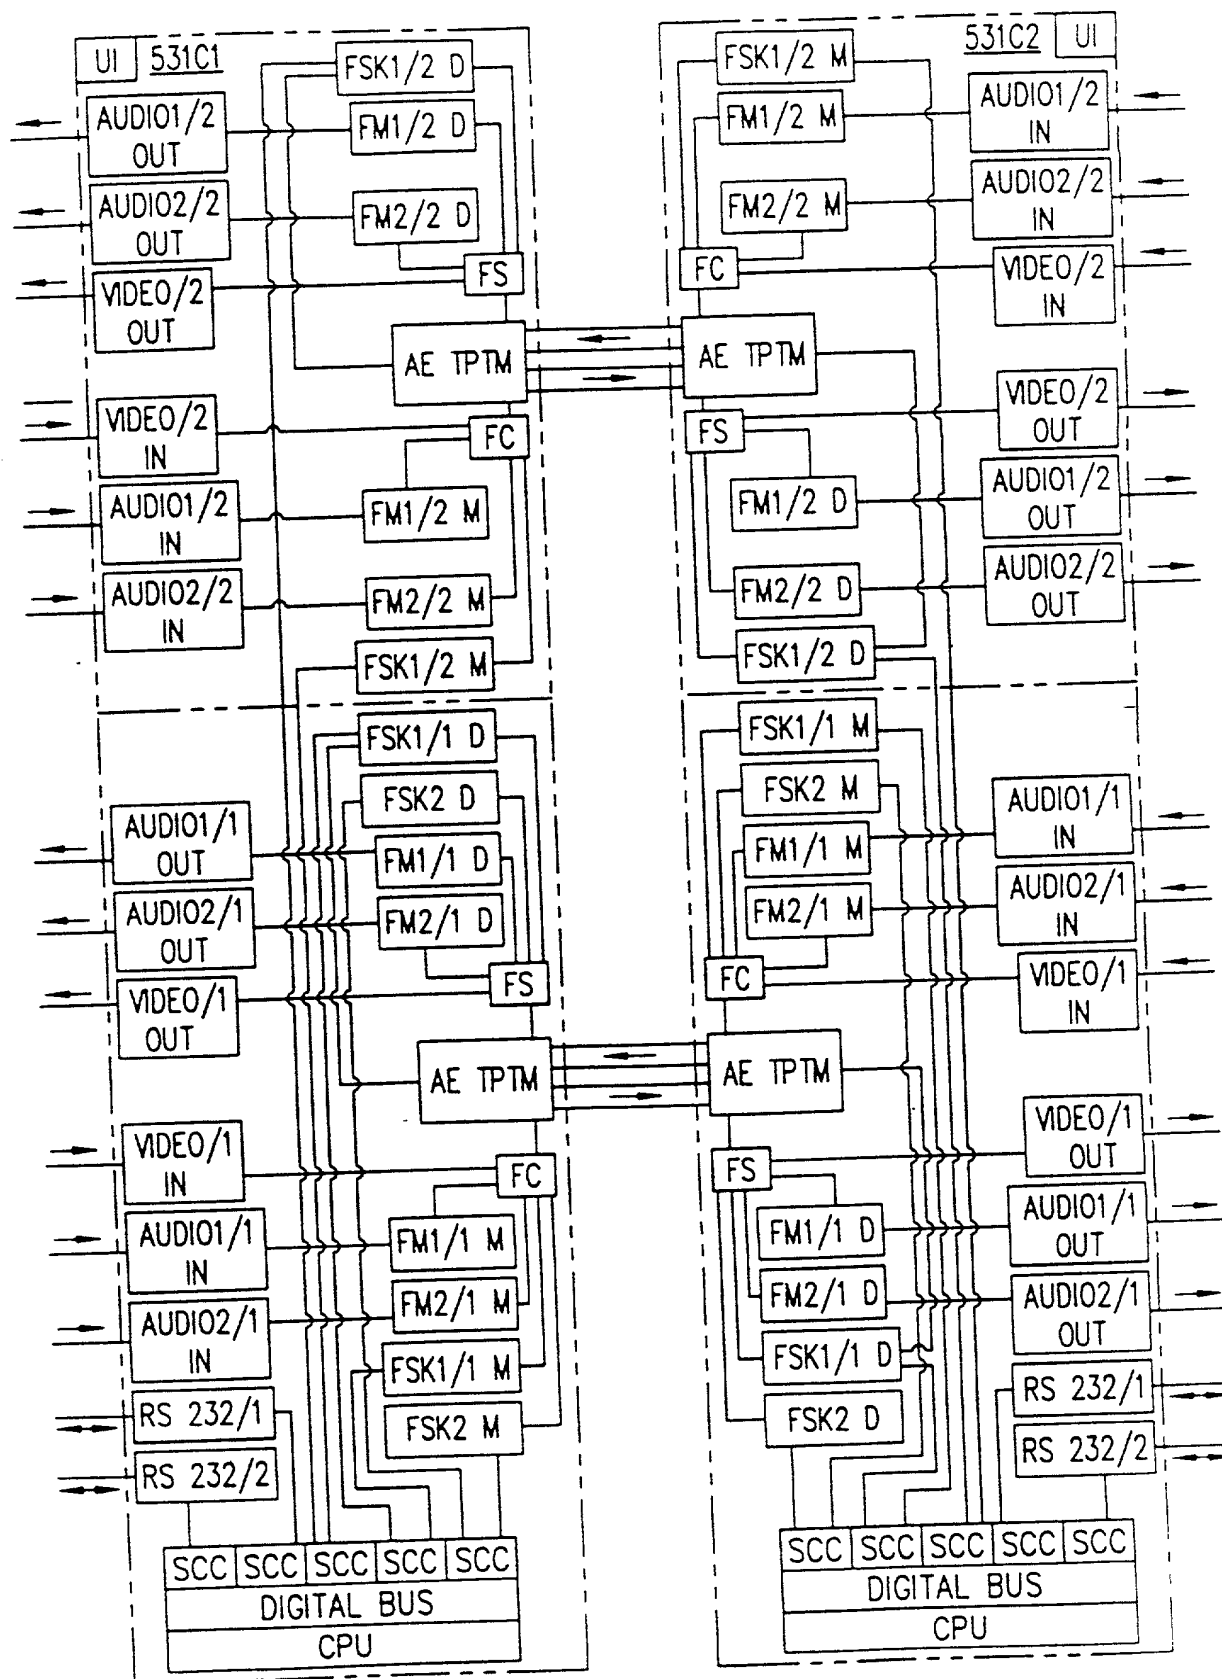 UI 531C1
FSK1/2 D
AUDIO1/2
OUT
FM1/2 D
AUDIO2/2
OUT
FM2/2 D
FS
VIDEO/2
OUT
AE TPTM
VIDEO/2
IN
FC
AUDIO1/2
IN
FM1/2 M
AUDIO2/2
IN
FM2/2 M
FSK1/2 M
FSK1/1 D
FSK2 D
AUDIO1/1
OUT
FM1/1 D
AUDIO2/1
OUT
FM2/1 D
FS
VIDEO/1
OUT
AE TPTM
VIDEO/1
IN
FC
AUDIO1/1
IN
FM1/1 M
AUDIO2/1
IN
FM2/1 M
FSK1/1 M
RS 232/1
FSK2 M
RS 232/2
SCC SCC SCC SCC SCC
DIGITAL BUS
CPU
531C2 UI
FSK1/2 M
FM1/2 M
AUDIO1/2
IN
FM2/2 M
AUDIO2/2
IN
FC
VIDEO/2
IN
AE TPTM
FS
VIDEO/2
OUT
FM1/2 D
AUDIO1/2
OUT
FM2/2 D
AUDIO2/2
OUT
FSK1/2 D
FSK1/1 M
FSK2 M
AUDIO1/1
IN
FM1/1 M
FM2/1 M
AUDIO2/1
IN
FC
VIDEO/1
IN
AE TPTM
VIDEO/1
OUT
FS
FM1/1 D
AUDIO1/1
OUT
FM2/1 D
AUDIO2/1
OUT
FSK1/1 D
RS 232/1
FSK2 D
RS 232/2
SCC SCC SCC SCC SCC
DIGITAL BUS
CPU